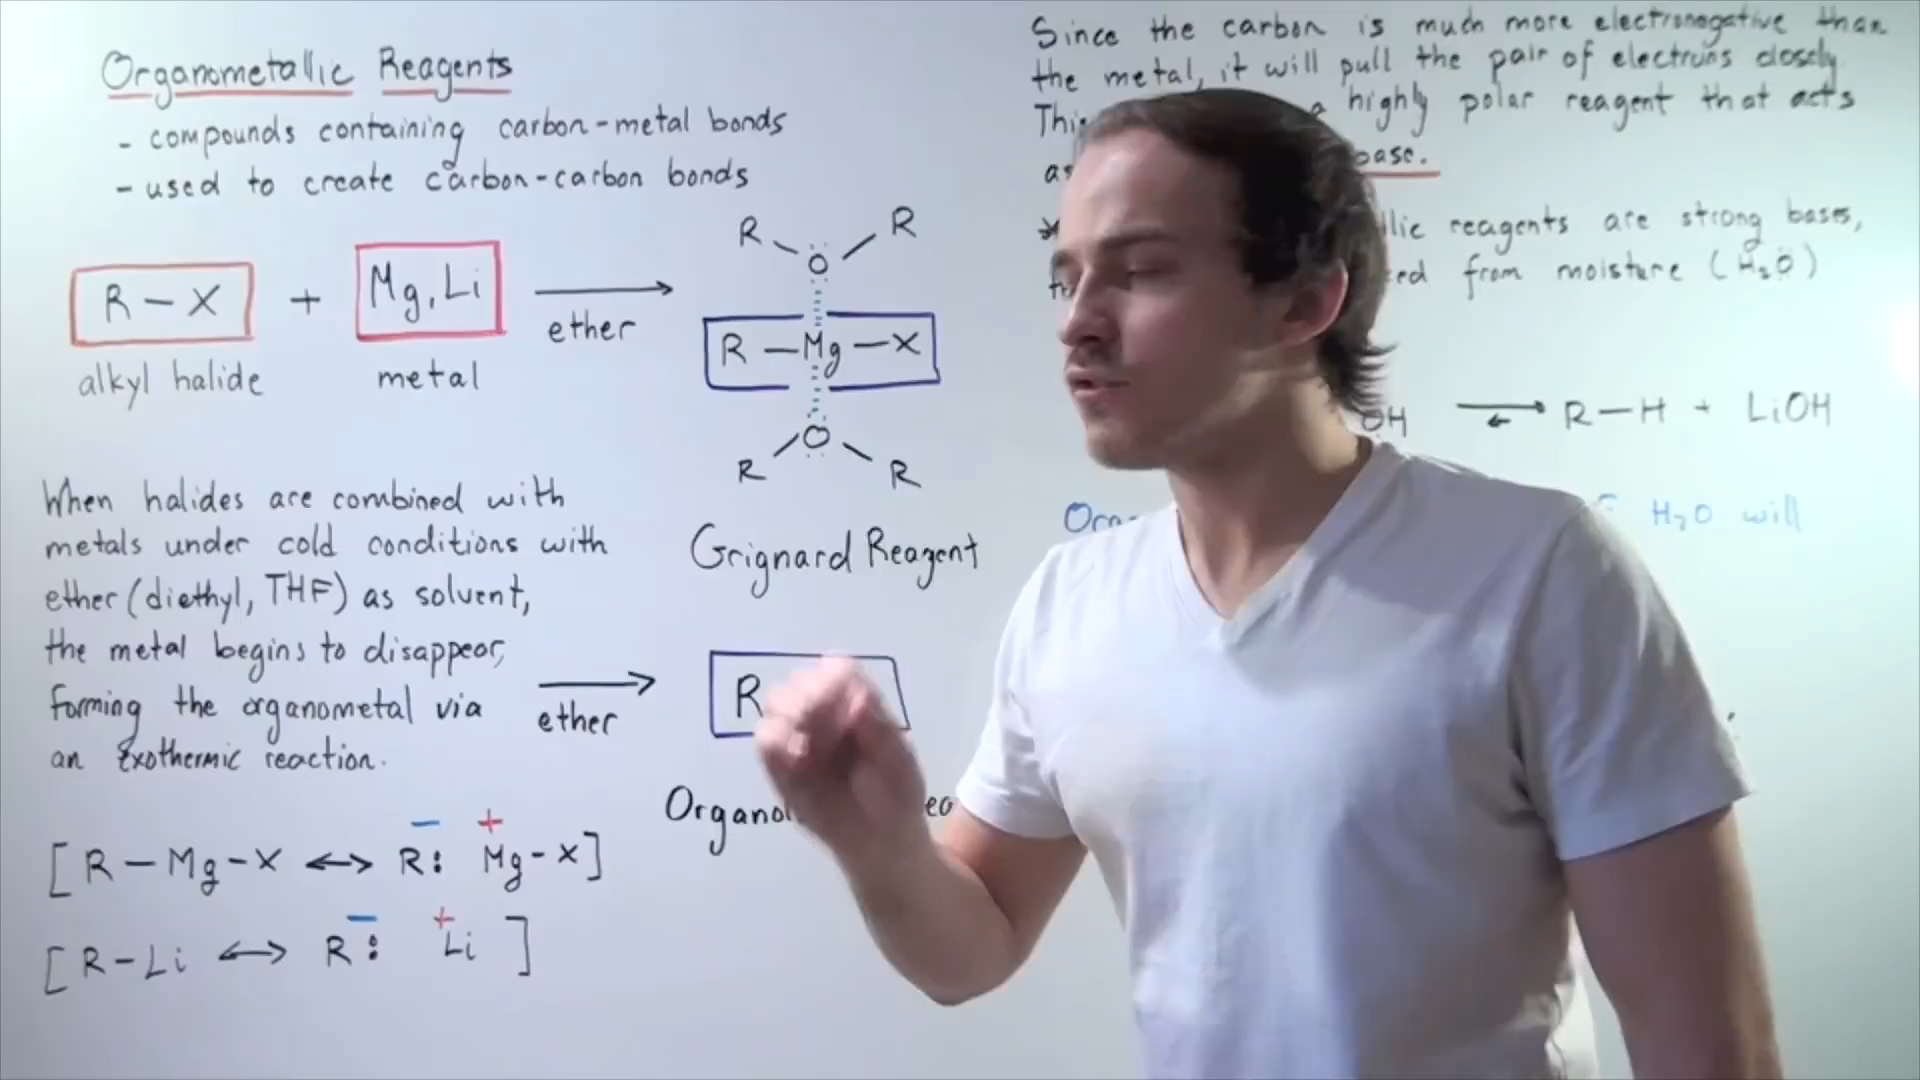 Organometallic Reagents
- compounds containing carbon-metal bonds
- used to create carbon-carbon bonds
R – X + Mg, Li
ether
alkyl halide
metal
R R
O
R – Mg – X
O
R R
Grignard Reagent
When halides are combined with
metals under cold conditions with
ether (diethyl, THF) as solvent,
the metal begins to disappear,
forming the organometal via
an Exothermic reaction.
ether
R
[ R – Mg – X ↔ R:⁻ ⁺Mg - X ]
[ R - Li ↔ R:⁻ ⁺Li ]
Since the carbon is much more electronegative than
the metal, it will pull the pair of electrons closely.
a highly polar reagent that acts
as base.
reagents are strong bases,
from moisture (H₂O)
OH ⇌ R – H + LiOH
H₂O will